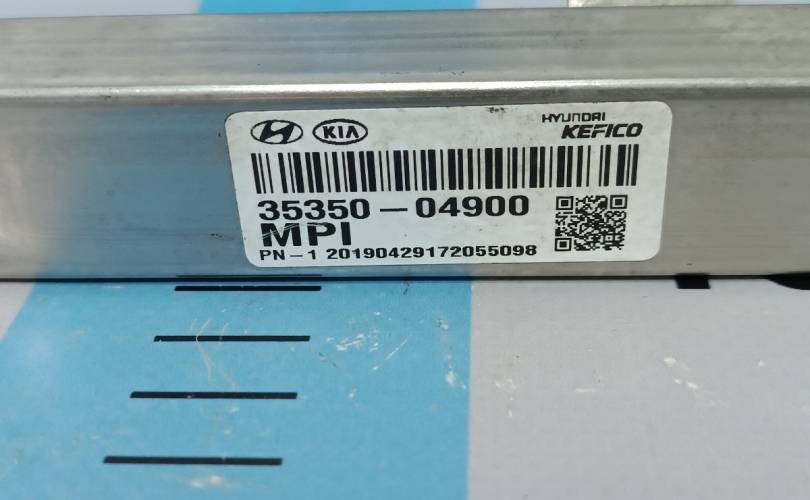 KIA
HYUNDAI
KEFICO
35350-04900
MPI
PN-1 20190429172055098